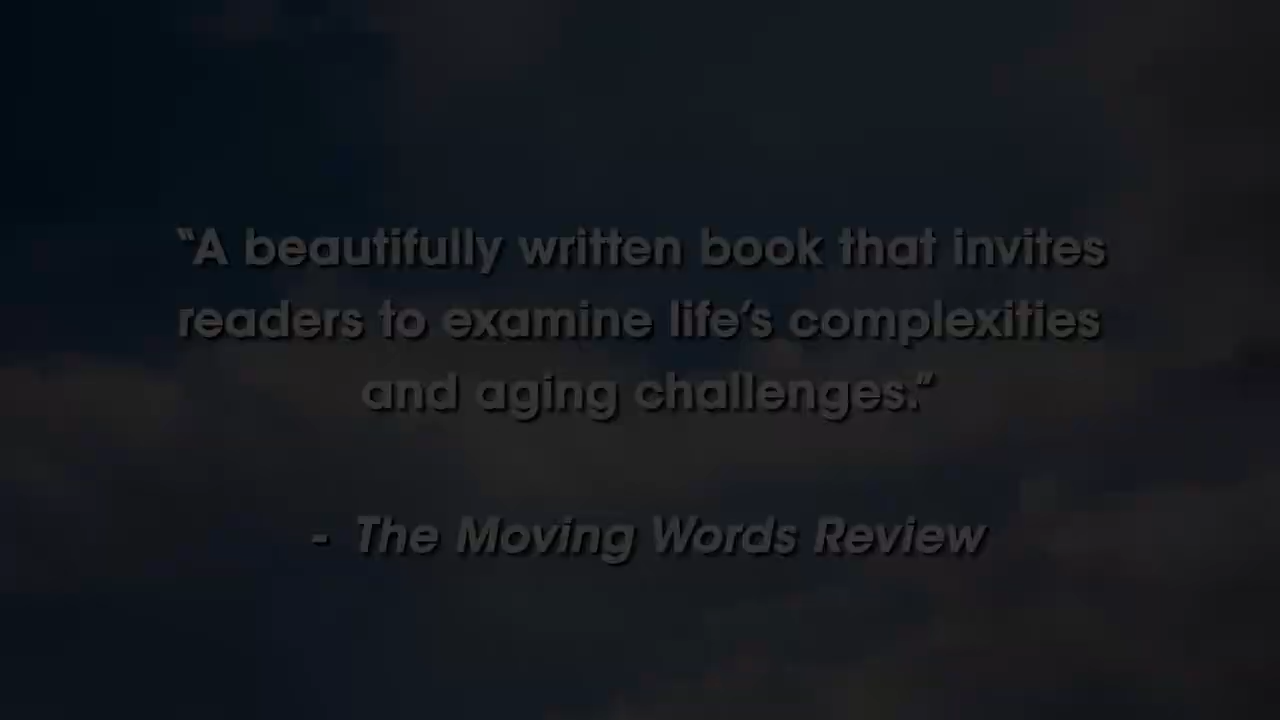 “A beautifully written book that invites
readers to examine life’s complexities
and aging challenges.”
- The Moving Words Review